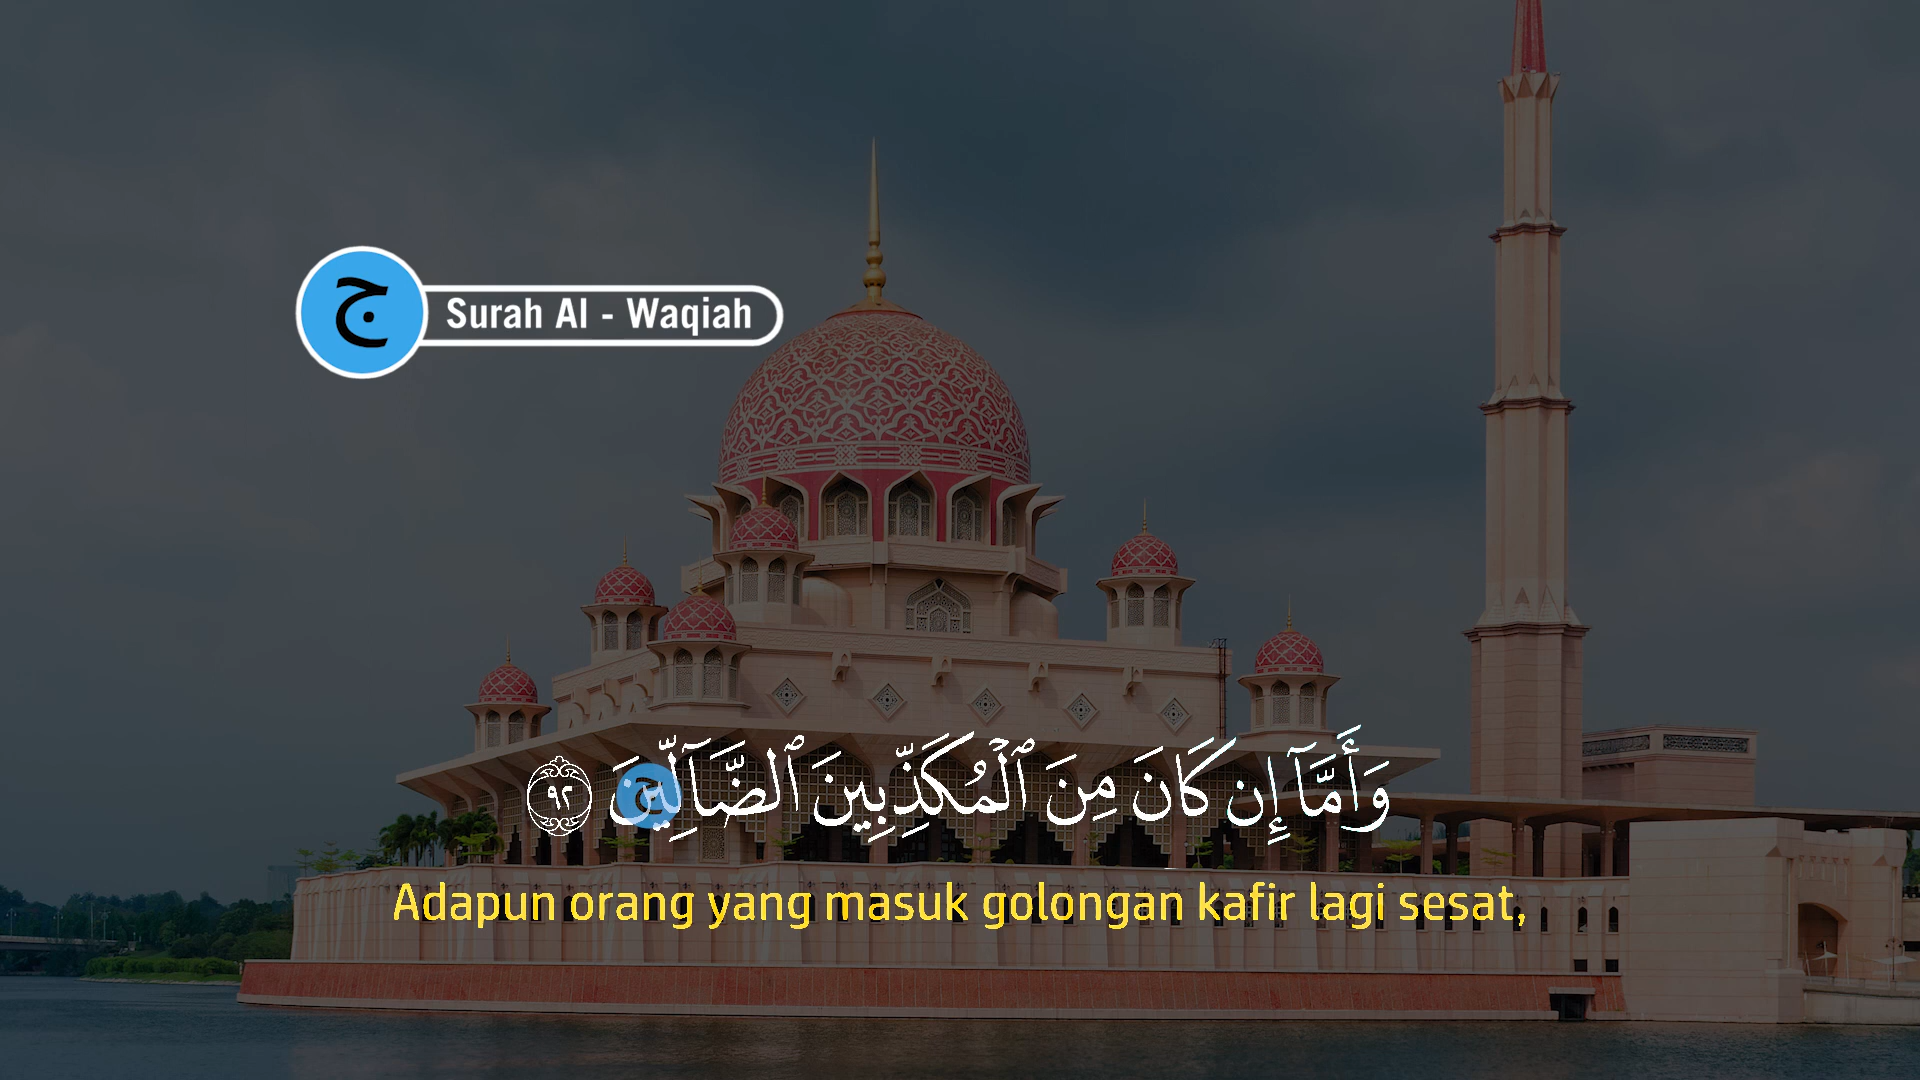 ج
Surah Al - Waqiah
وَأَمَّآ إِن كَانَ مِنَ ٱلْمُكَذِّبِينَ ٱلضَّآلِّينَ ٩٢
ج
Adapun orang yang masuk golongan kafir lagi sesat,